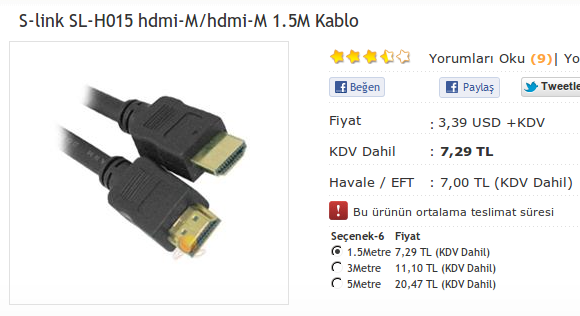 S-link SL-H015 hdmi-M/hdmi-M 1.5M Kablo
Yorumları Oku (9)| Yo
Beğen
Paylaş
Tweetle
Fiyat : 3,39 USD +KDV
KDV Dahil : 7,29 TL
Havale / EFT : 7,00 TL (KDV Dahil)
Bu ürünün ortalama teslimat süresi
Seçenek-6 Fiyat
1.5Metre 7,29 TL (KDV Dahil)
3Metre 11,10 TL (KDV Dahil)
5Metre 20,47 TL (KDV Dahil)